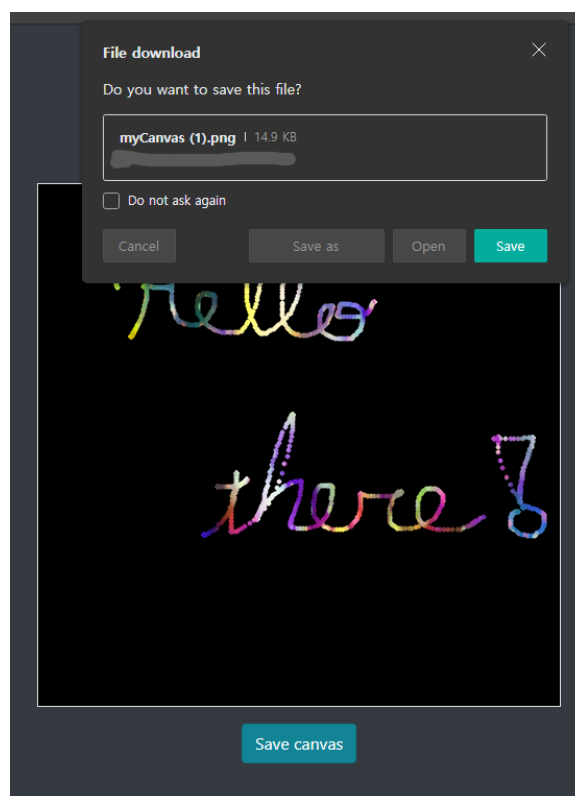 File download
Do you want to save this file?
myCanvas (1).png | 14.9 KB
Do not ask again
Cancel Save as Open Save
Hello
there!
Save canvas